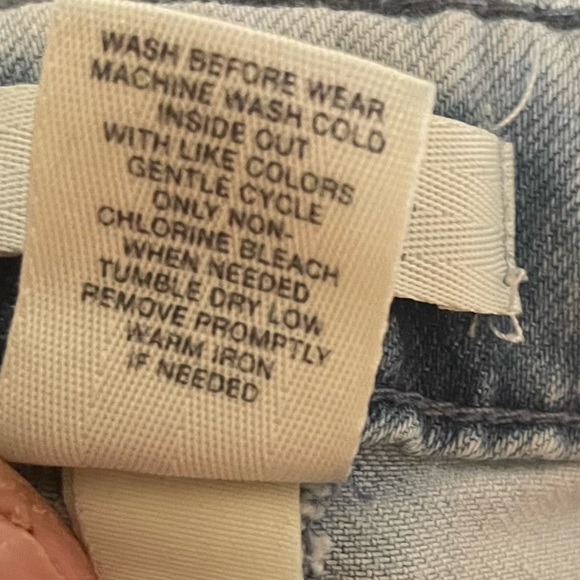 WASH BEFORE WEAR
MACHINE WASH COLD
INSIDE OUT
WITH LIKE COLORS
GENTLE CYCLE
ONLY NON-
CHLORINE BLEACH
WHEN NEEDED
TUMBLE DRY LOW
REMOVE PROMPTLY
WARM IRON
IF NEEDED